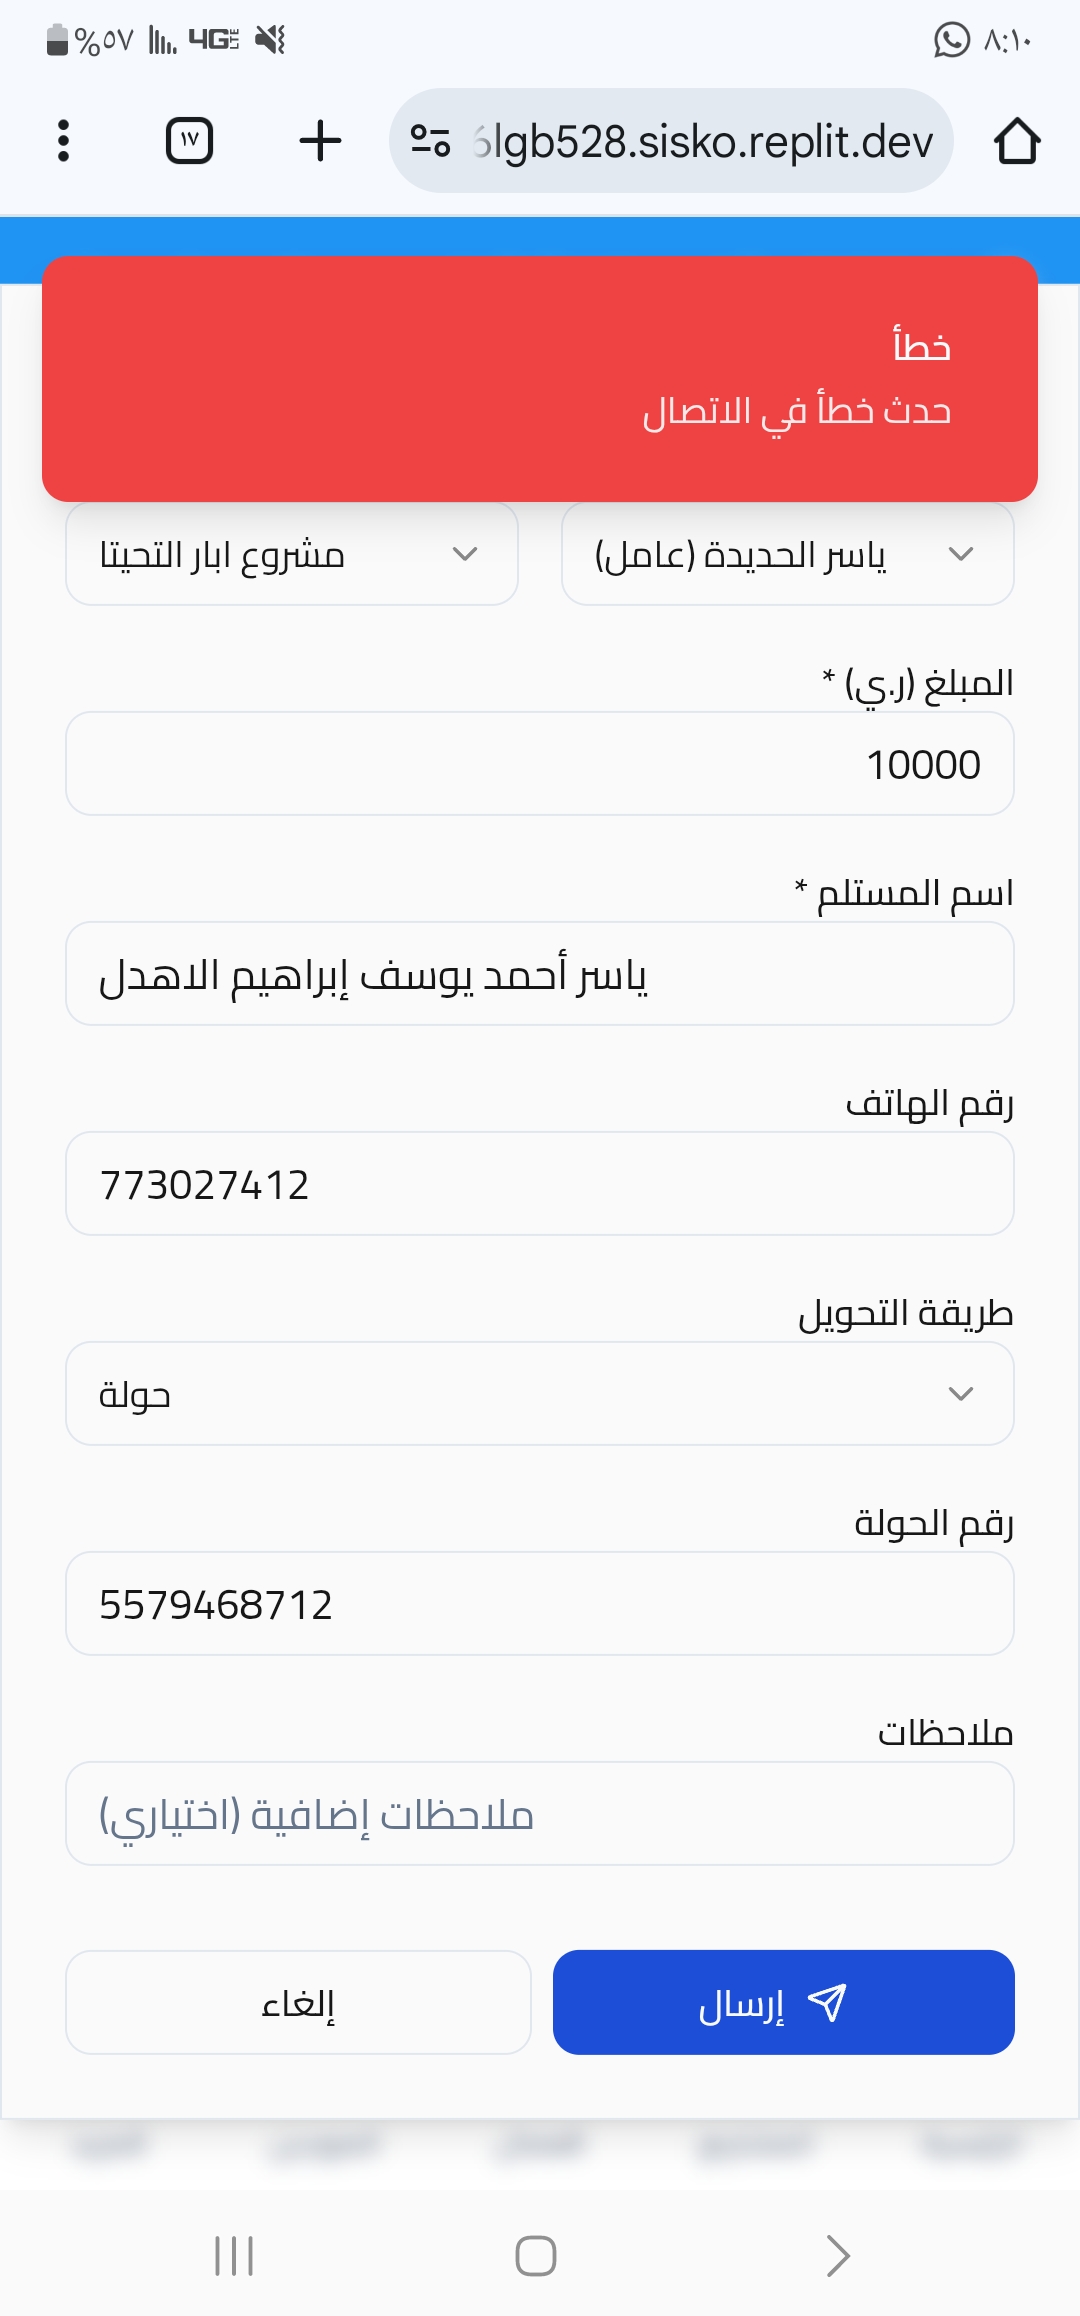 %٥٧ 4G LTE ٨:١٠
١٧ 6lgb528.sisko.replit.dev
خطأ
حدث خطأ في الاتصال
ياسر الحديدة (عامل) مشروع ابار التحيتا
المبلغ (ر.ي) *
10000
اسم المستلم *
ياسر أحمد يوسف إبراهيم الاهدل
رقم الهاتف
773027412
طريقة التحويل
حولة
رقم الحولة
5579468712
ملاحظات
ملاحظات إضافية (اختياري)
إرسال إلغاء